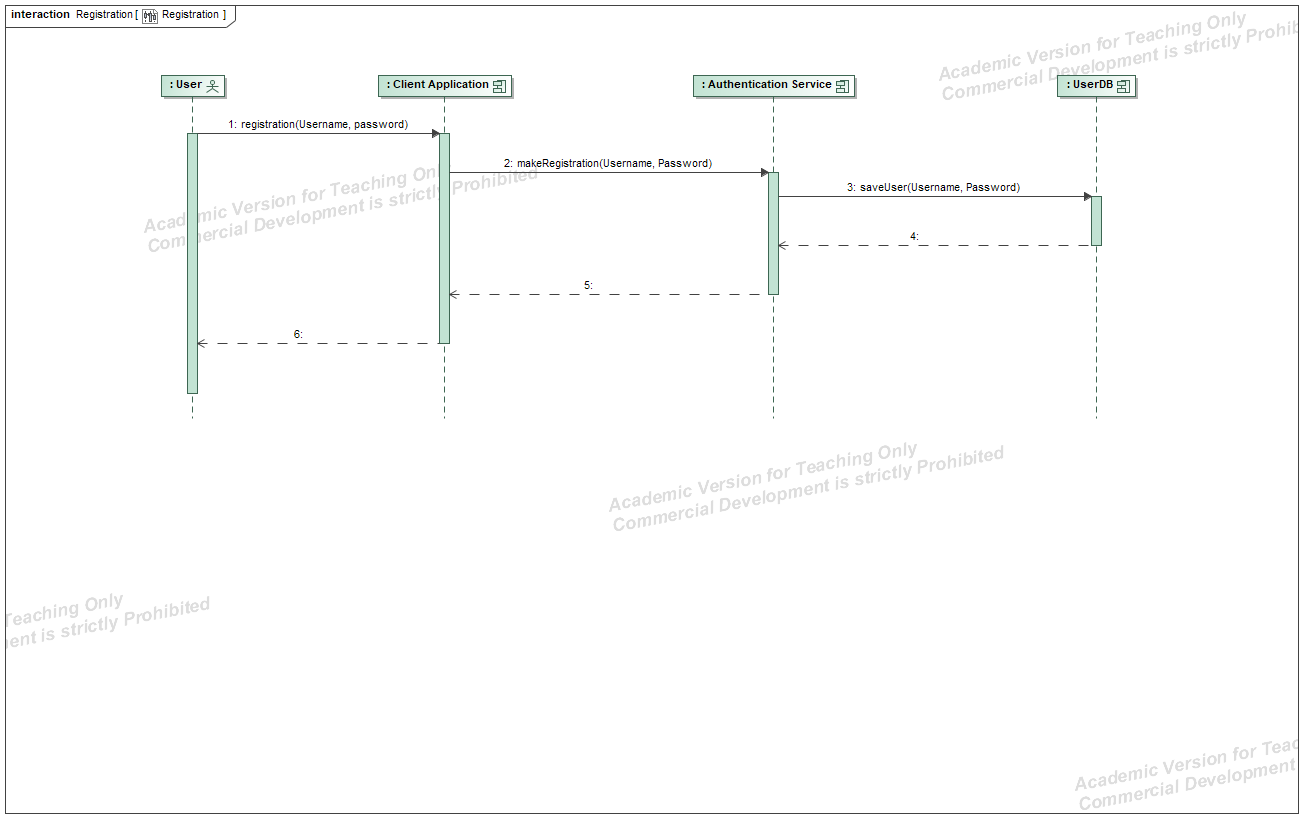 interaction Registration [ Registration ]
Academic Version for Teaching Only
Commercial Development is strictly Prohib
: User
: Client Application
: Authentication Service
: UserDB
1: registration(Username, password)
2: makeRegistration(Username, Password)
Academic Version for Teaching Only
Commercial Development is strictly Prohibited
3: saveUser(Username, Password)
4:
5:
6:
Academic Version for Teaching Only
Commercial Development is strictly Prohibited
Teaching Only
ent is strictly Prohibited
Academic Version for Teac
Commercial Development